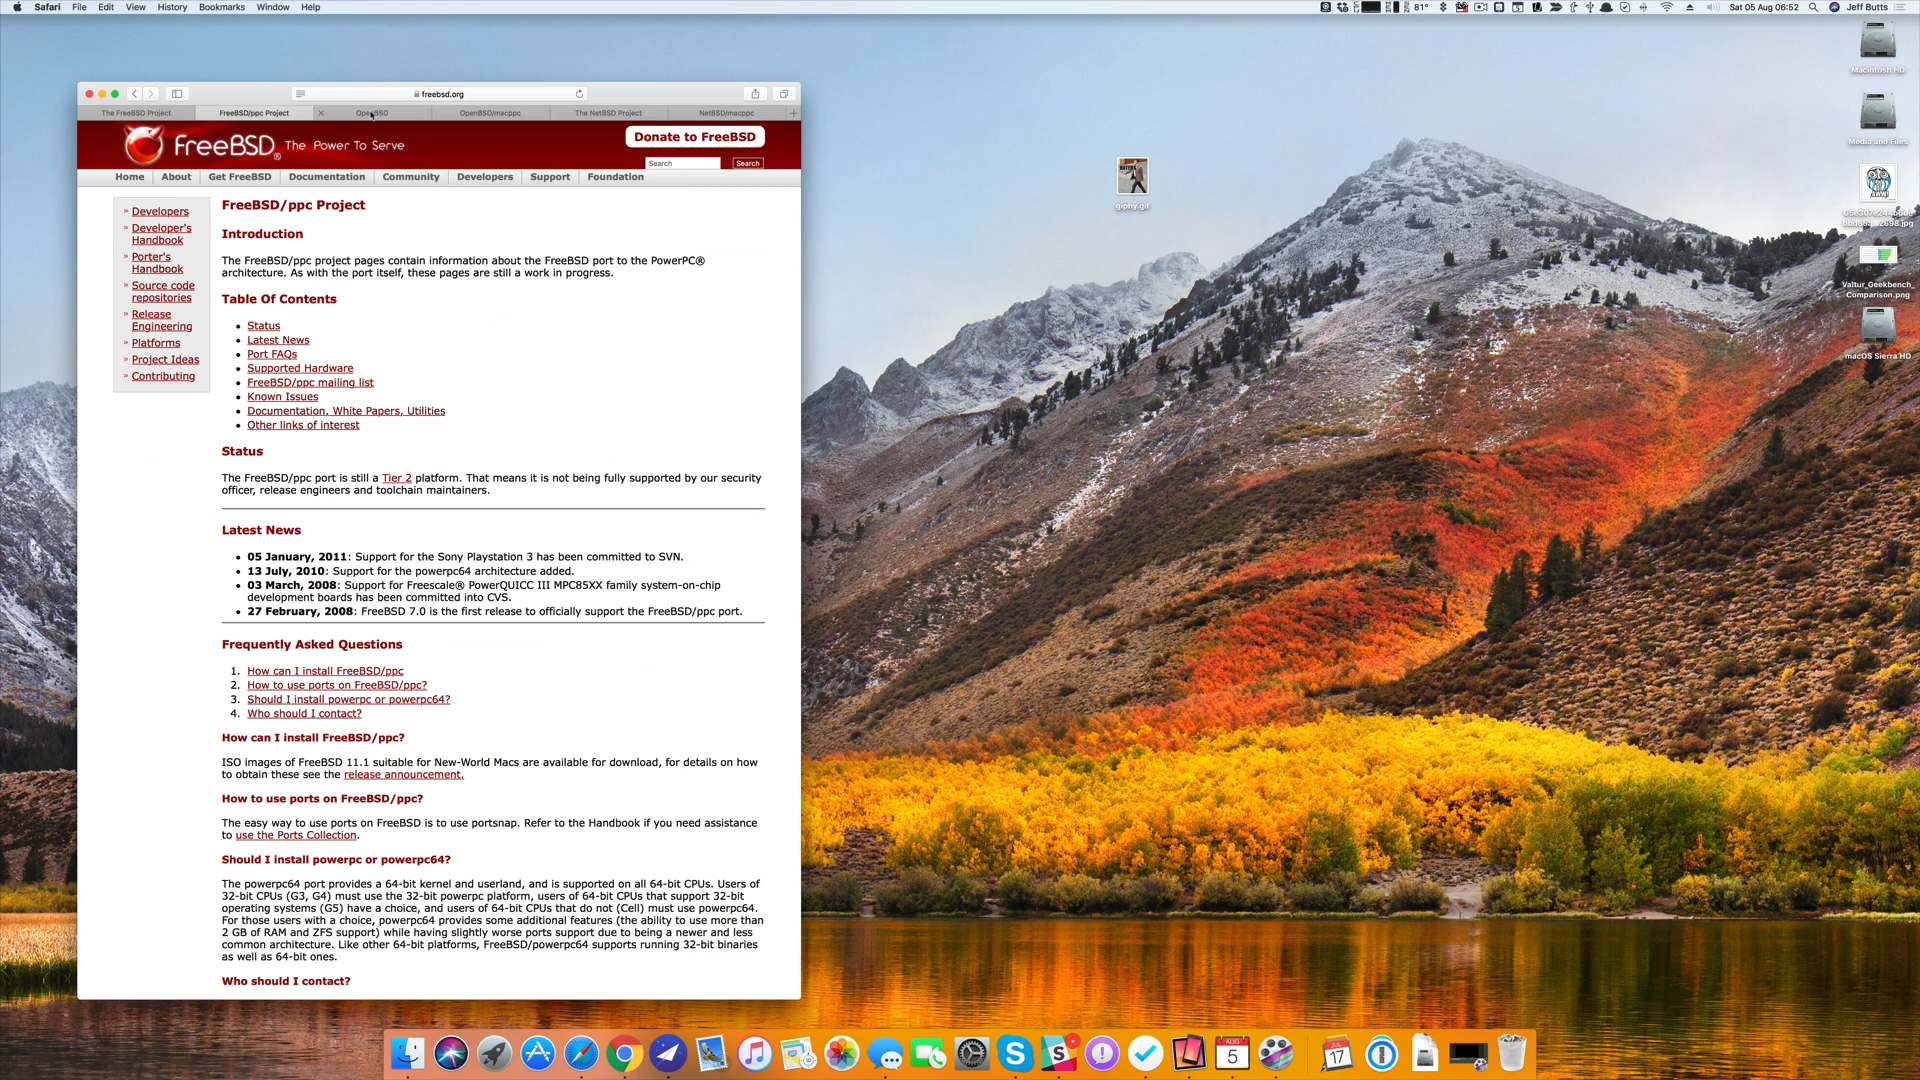 Safari File Edit View History Bookmarks Window Help
81° Sat 05 Aug 06:52 Jeff Butts
freebsd.org
The FreeBSD Project FreeBSD/ppc Project OpenBSD OpenBSD/macppc The NetBSD Project NetBSD/macppc
FreeBSD® The Power To Serve
Donate to FreeBSD
Search Search
Home About Get FreeBSD Documentation Community Developers Support Foundation
» Developers
» Developer's
Handbook
» Porter's
Handbook
» Source code
repositories
» Release
Engineering
» Platforms
» Project Ideas
» Contributing
FreeBSD/ppc Project
Introduction
The FreeBSD/ppc project pages contain information about the FreeBSD port to the PowerPC®
architecture. As with the port itself, these pages are still a work in progress.
Table Of Contents
• Status
• Latest News
• Port FAQs
• Supported Hardware
• FreeBSD/ppc mailing list
• Known Issues
• Documentation, White Papers, Utilities
• Other links of interest
Status
The FreeBSD/ppc port is still a Tier 2 platform. That means it is not being fully supported by our security
officer, release engineers and toolchain maintainers.
Latest News
• 05 January, 2011: Support for the Sony Playstation 3 has been committed to SVN.
• 13 July, 2010: Support for the powerpc64 architecture added.
• 03 March, 2008: Support for Freescale® PowerQUICC III MPC85XX family system-on-chip
development boards has been committed into CVS.
• 27 February, 2008: FreeBSD 7.0 is the first release to officially support the FreeBSD/ppc port.
Frequently Asked Questions
1. How can I install FreeBSD/ppc
2. How to use ports on FreeBSD/ppc?
3. Should I install powerpc or powerpc64?
4. Who should I contact?
How can I install FreeBSD/ppc?
ISO images of FreeBSD 11.1 suitable for New-World Macs are available for download, for details on how
to obtain these see the release announcement.
How to use ports on FreeBSD/ppc?
The easy way to use ports on FreeBSD is to use portsnap. Refer to the Handbook if you need assistance
to use the Ports Collection.
Should I install powerpc or powerpc64?
The powerpc64 port provides a 64-bit kernel and userland, and is supported on all 64-bit CPUs. Users of
32-bit CPUs (G3, G4) must use the 32-bit powerpc platform, users of 64-bit CPUs that support 32-bit
operating systems (G5) have a choice, and users of 64-bit CPUs that do not (Cell) must use powerpc64.
For those users with a choice, powerpc64 provides some additional features (the ability to use more than
2 GB of RAM and ZFS support) while having slightly worse ports support due to being a newer and less
common architecture. Like other 64-bit platforms, FreeBSD/powerpc64 supports running 32-bit binaries
as well as 64-bit ones.
Who should I contact?
giphy.gif
Macintosh HD
Media and Files
Valtur_Geekbench_
Comparison.png
macOS Sierra HD
AUG
5
JUL
17